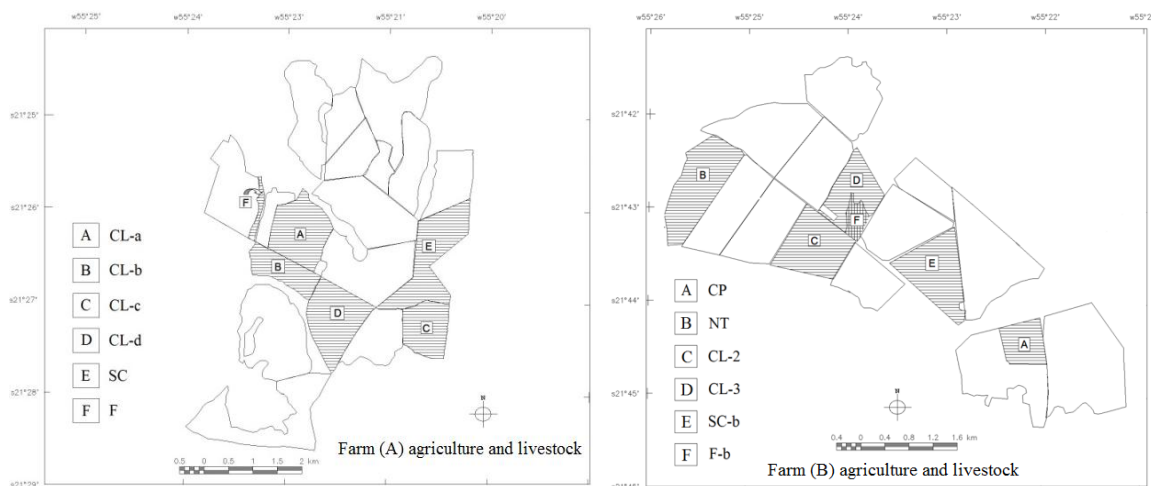 w55°25' w55°24' w55°23' w55°22' w55°21' w55°20'
s21°25'
s21°26'
s21°27'
s21°28'
s21°29'
F
A
E
B
D
C
A CL-a
B CL-b
C CL-c
D CL-d
E SC
F F
N
0.5 0 0.5 1 1.5 2 km
Farm (A) agriculture and livestock
w55°26' w55°25' w55°24' w55°23' w55°22'
s21°42'
s21°43'
s21°44'
s21°45'
B
D
F
C
E
A
A CP
B NT
C CL-2
D CL-3
E SC-b
F F-b
N
0.4 0 0.4 0.8 1.2 1.6 km
Farm (B) agriculture and livestock